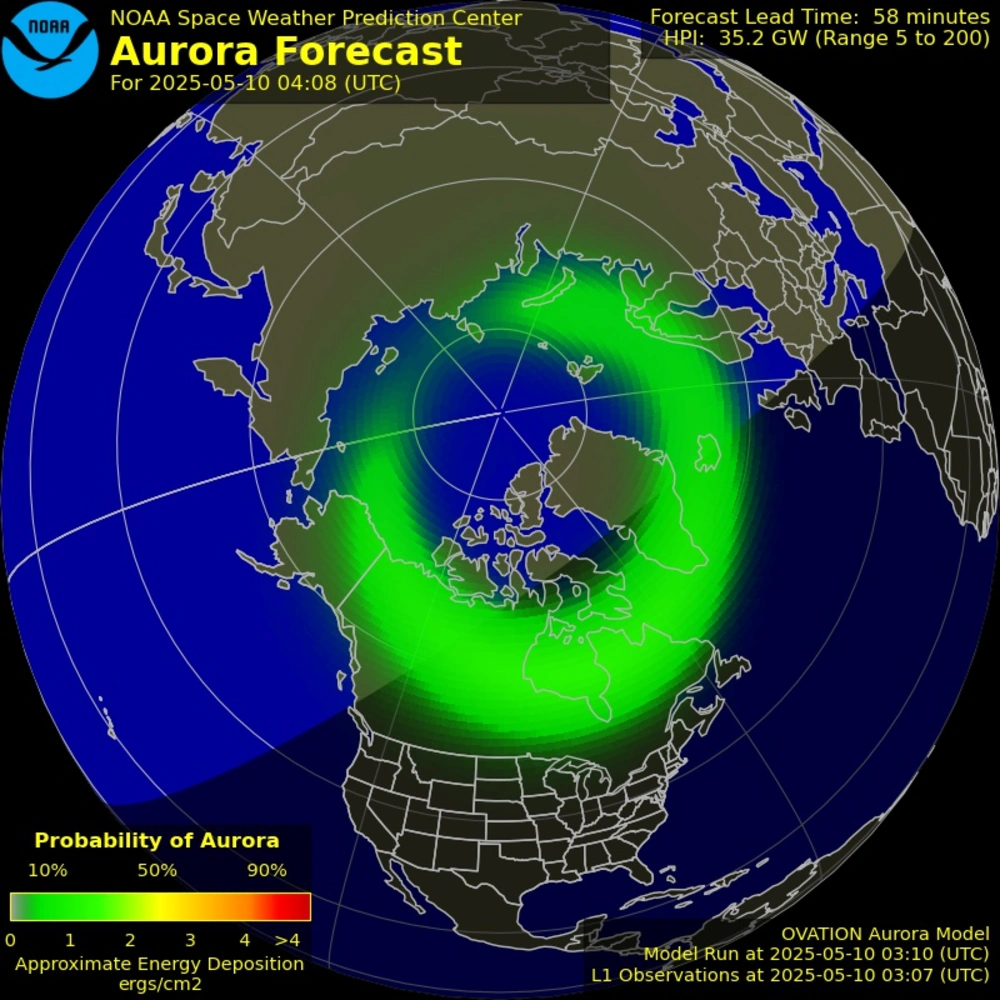 NOAA
NOAA Space Weather Prediction Center
Aurora Forecast
For 2025-05-10 04:08 (UTC)
Forecast Lead Time: 58 minutes
HPI: 35.2 GW (Range 5 to 200)
Probability of Aurora
10% 50% 90%
0 1 2 3 4 >4
Approximate Energy Deposition
ergs/cm2
OVATION Aurora Model
Model Run at 2025-05-10 03:10 (UTC)
L1 Observations at 2025-05-10 03:07 (UTC)